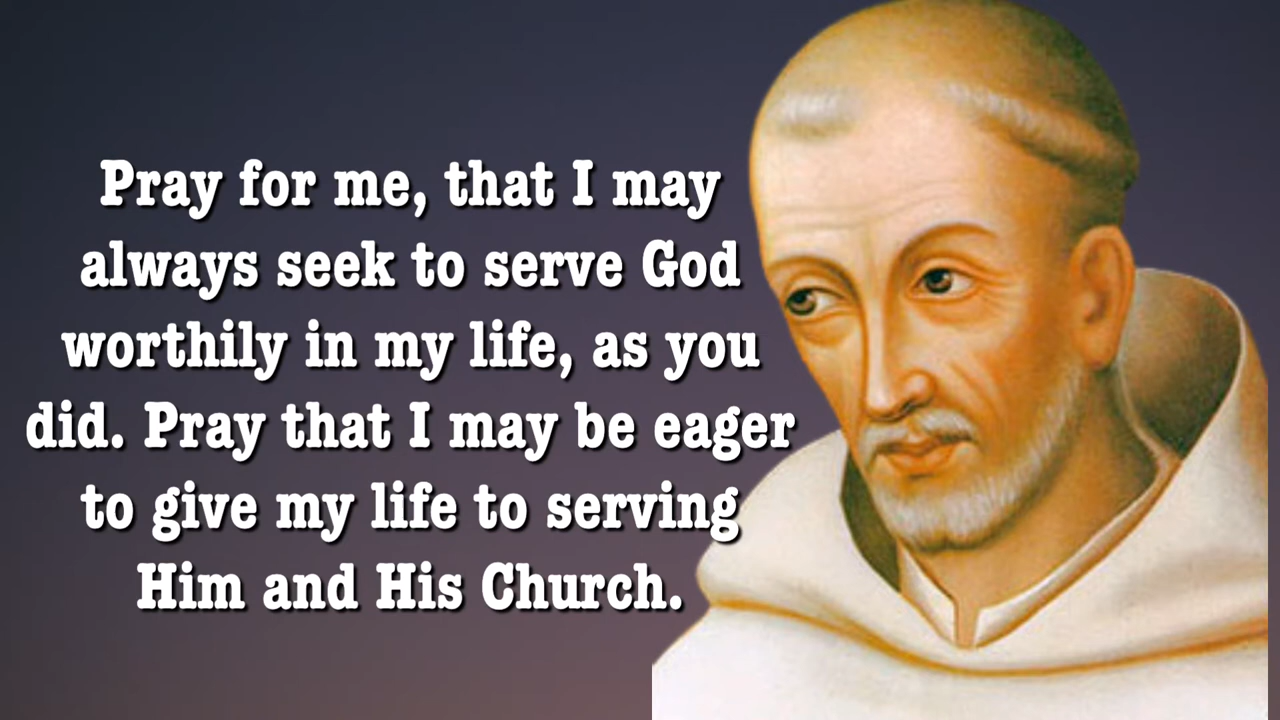 Pray for me, that I may
always seek to serve God
worthily in my life, as you
did. Pray that I may be eager
to give my life to serving
Him and His Church.